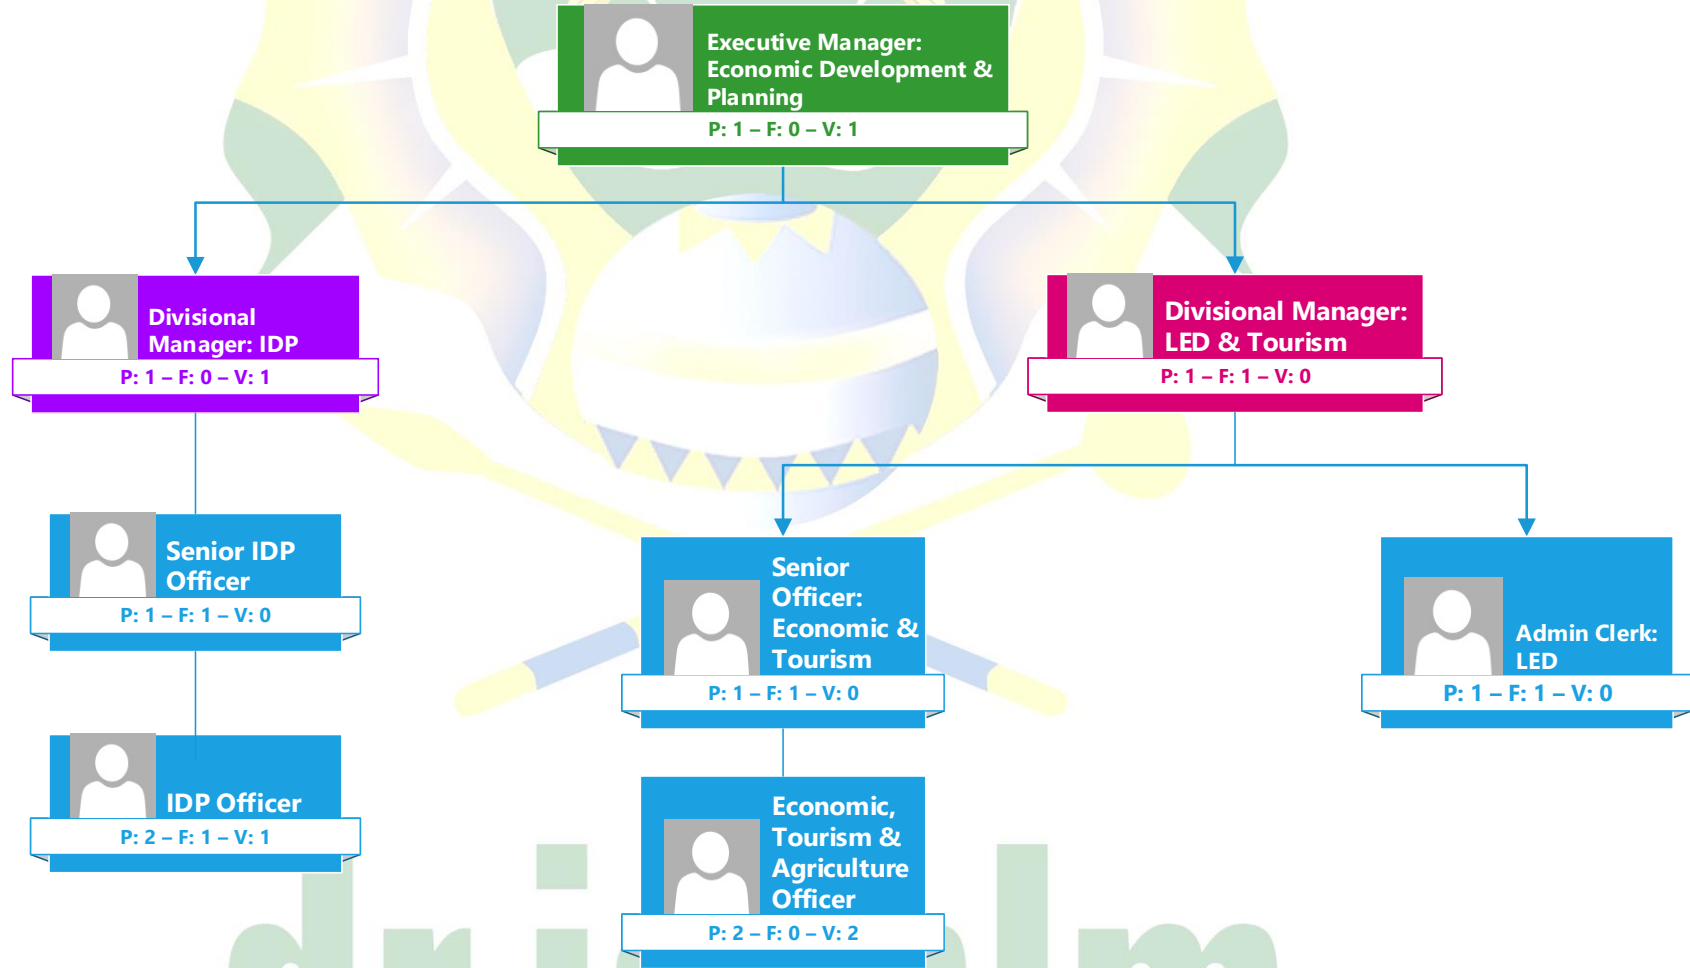 Executive Manager:
Economic Development &
Planning
P: 1 – F: 0 – V: 1
Divisional
Manager: IDP
P: 1 – F: 0 – V: 1
Divisional Manager:
LED & Tourism
P: 1 – F: 1 – V: 0
Senior IDP
Officer
P: 1 – F: 1 – V: 0
Senior
Officer:
Economic &
Tourism
P: 1 – F: 1 – V: 0
Admin Clerk:
LED
P: 1 – F: 1 – V: 0
IDP Officer
P: 2 – F: 1 – V: 1
Economic,
Tourism &
Agriculture
Officer
P: 2 – F: 0 – V: 2